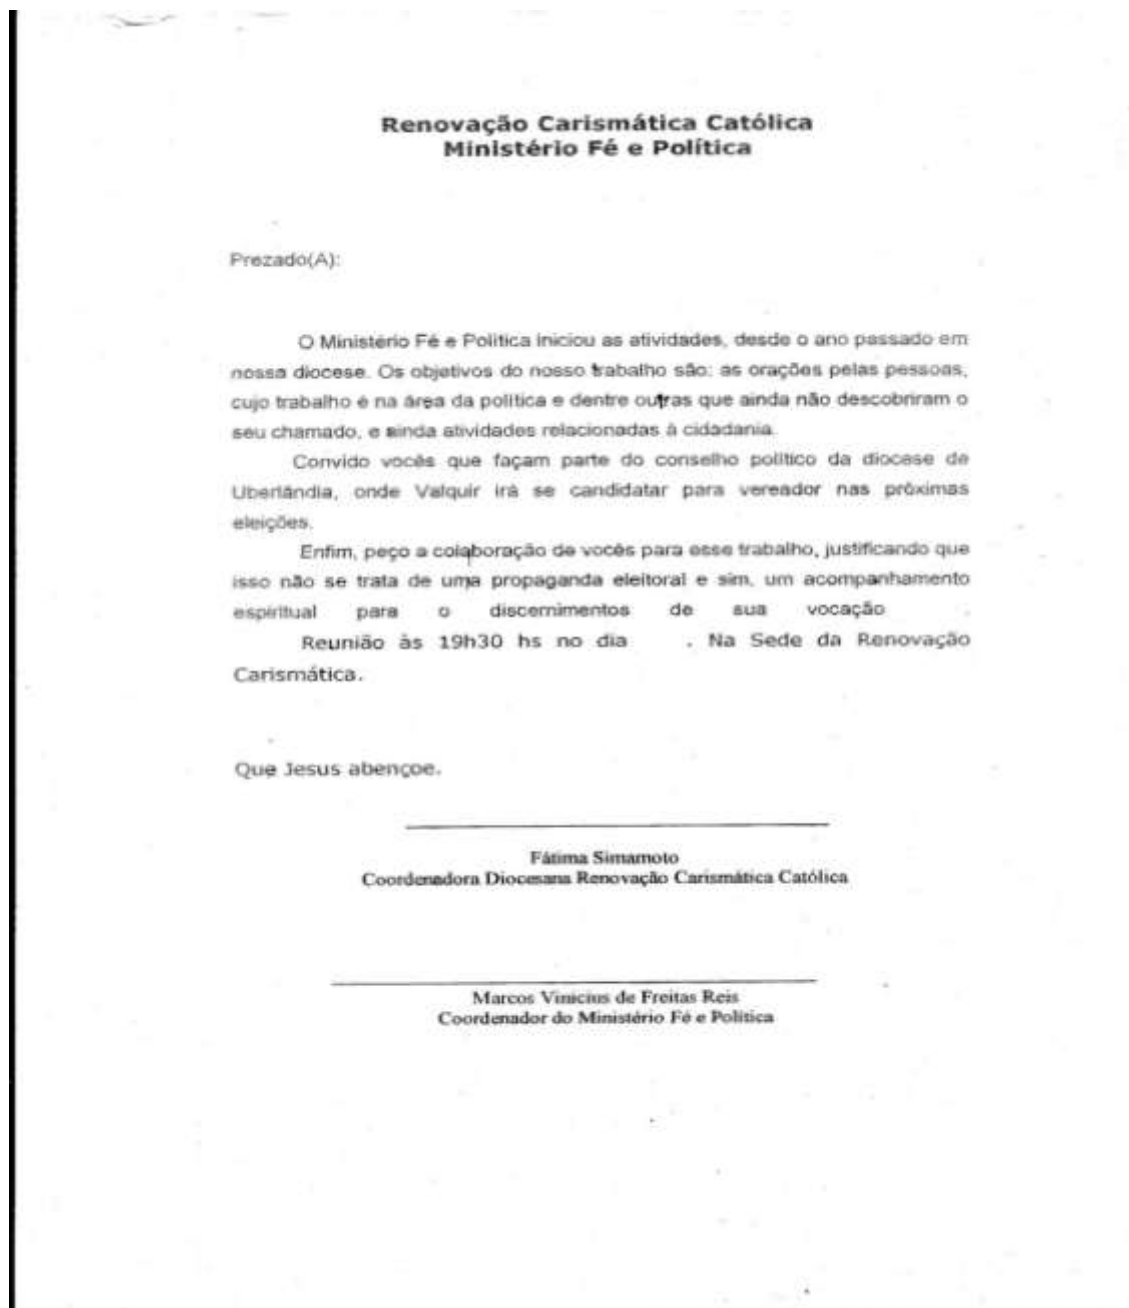 Renovação Carismática Católica
Ministério Fé e Política
Prezado(A):
O Ministério Fé e Política iniciou as atividades, desde o ano passado em
nossa diocese. Os objetivos do nosso trabalho são: as orações pelas pessoas,
cujo trabalho é na área da política e dentre outras que ainda não descobriram o
seu chamado, e ainda atividades relacionadas à cidadania.
Convido vocês que façam parte do conselho político da diocese de
Uberlândia, onde Valquir irá se candidatar para vereador nas próximas
eleições.
Enfim, peço a colaboração de vocês para esse trabalho, justificando que
isso não se trata de uma propaganda eleitoral e sim, um acompanhamento
espiritual para o discernimentos de sua vocação .
Reunião às 19h30 hs no dia . Na Sede da Renovação
Carismática.
Que Jesus abençoe.
Fátima Simamoto
Coordenadora Diocesana Renovação Carismática Católica
Marcos Vinicius de Freitas Reis
Coordenador do Ministério Fé e Política